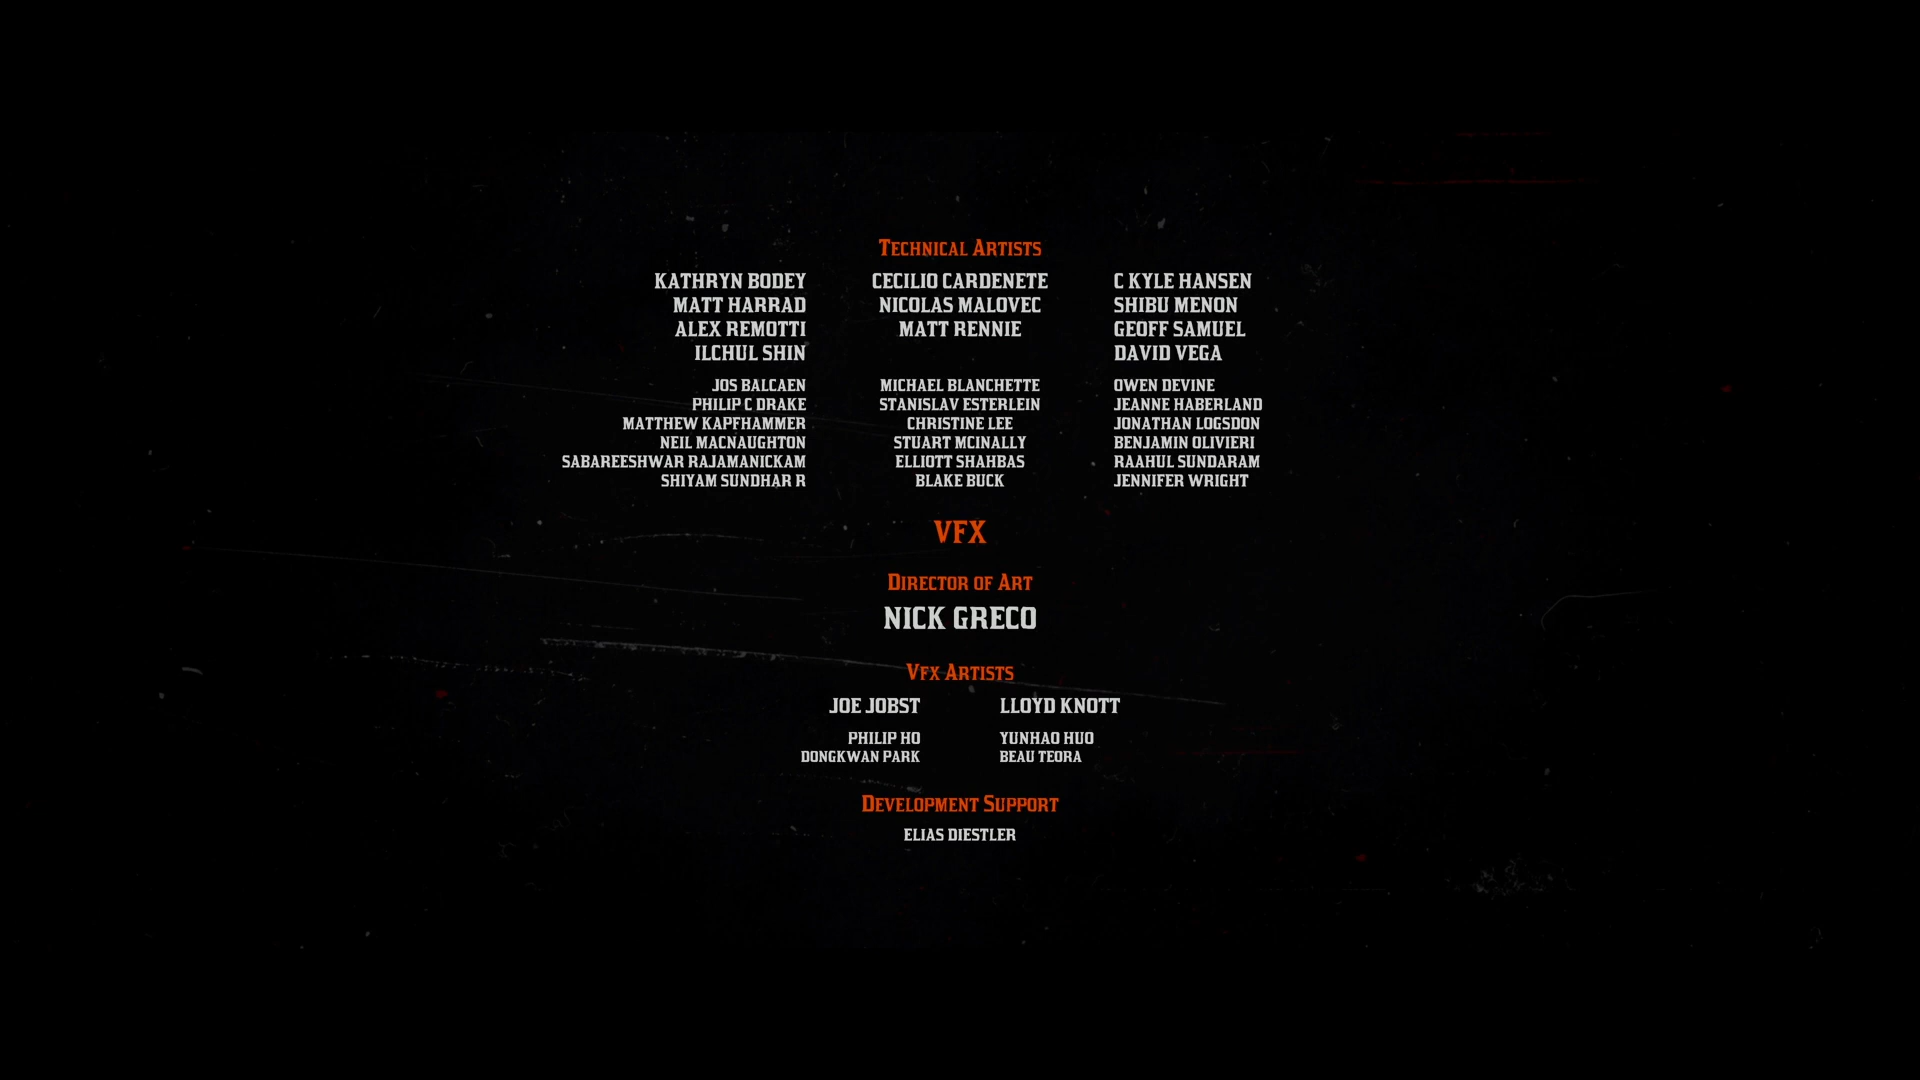 Technical Artists
KATHRYN BODEY CECILIO CARDENETE C KYLE HANSEN
MATT HARRAD NICOLAS MALOVEC SHIBU MENON
ALEX REMOTTI MATT RENNIE GEOFF SAMUEL
ILCHUL SHIN DAVID VEGA
JOS BALCAEN MICHAEL BLANCHETTE OWEN DEVINE
PHILIP C DRAKE STANISLAV ESTERLEIN JEANNE HABERLAND
MATTHEW KAPFHAMMER CHRISTINE LEE JONATHAN LOGSDON
NEIL MACNAUGHTON STUART MCINALLY BENJAMIN OLIVIERI
SABAREESHWAR RAJAMANICKAM ELLIOTT SHAHBAS RAAHUL SUNDARAM
SHIYAM SUNDHAR R BLAKE BUCK JENNIFER WRIGHT
VFX
Director of Art
NICK GRECO
Vfx Artists
JOE JOBST LLOYD KNOTT
PHILIP HO YUNHAO HUO
DONGKWAN PARK BEAU TEORA
Development Support
ELIAS DIESTLER